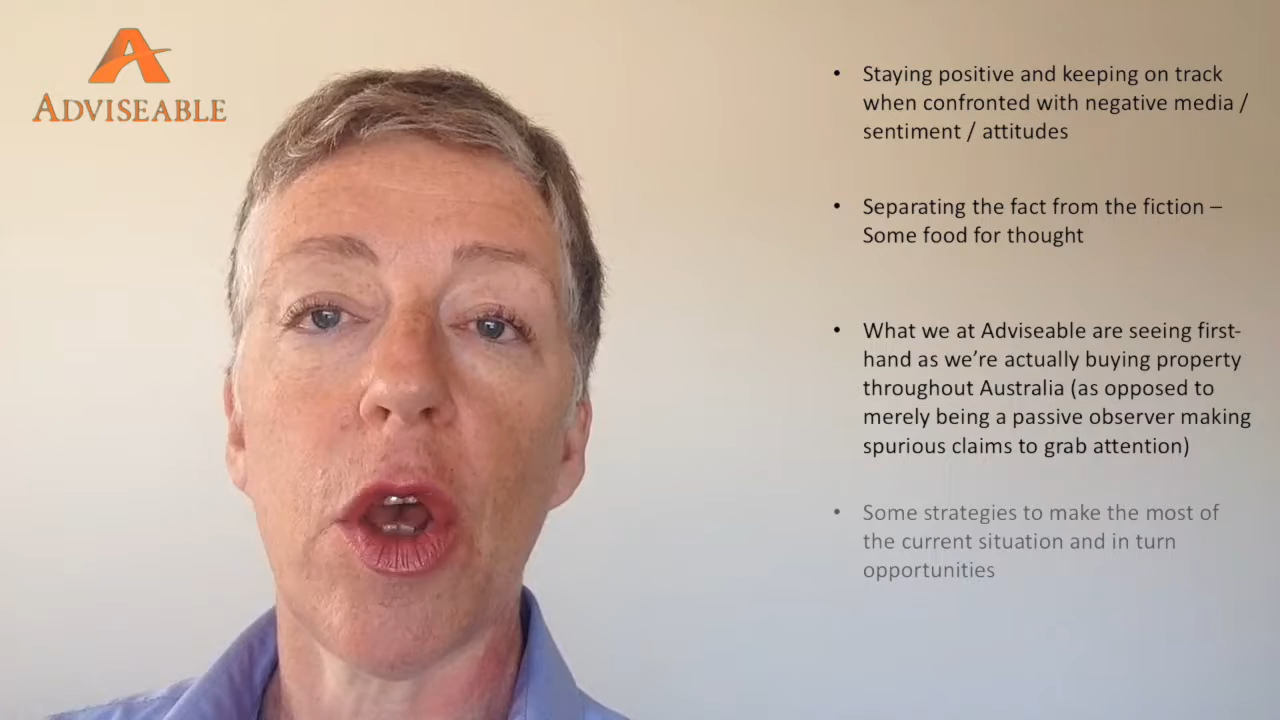 ADVISEABLE
• Staying positive and keeping on track
when confronted with negative media /
sentiment / attitudes
• Separating the fact from the fiction –
Some food for thought
• What we at Adviseable are seeing first-
hand as we’re actually buying property
throughout Australia (as opposed to
merely being a passive observer making
spurious claims to grab attention)
• Some strategies to make the most of
the current situation and in turn
opportunities